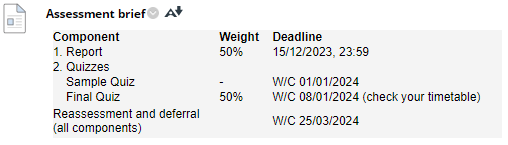 Assessment brief
Component Weight Deadline
1. Report 50% 15/12/2023, 23:59
2. Quizzes
Sample Quiz - W/C 01/01/2024
Final Quiz 50% W/C 08/01/2024 (check your timetable)
Reassessment and deferral
(all components) W/C 25/03/2024